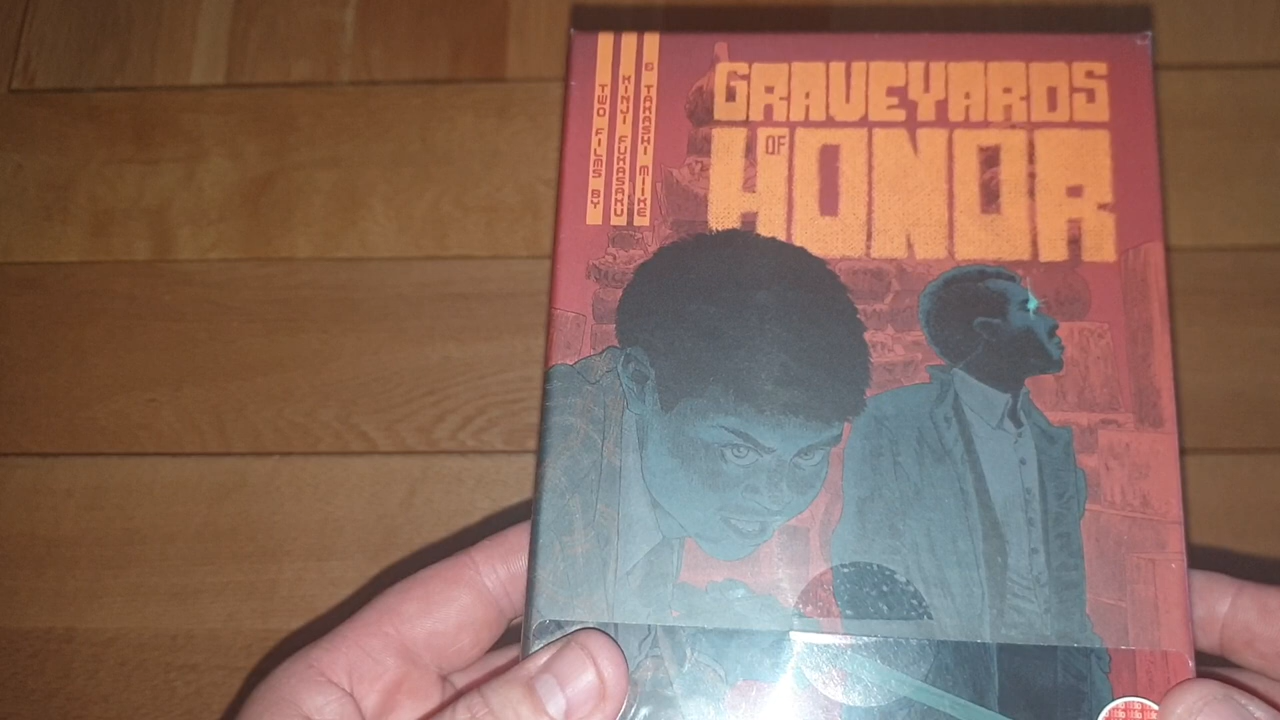 TWO FILMS BY
KINJI FUKASAKU
& TAKASHI MIIKE
GRAVEYARDS
OF
HONOR